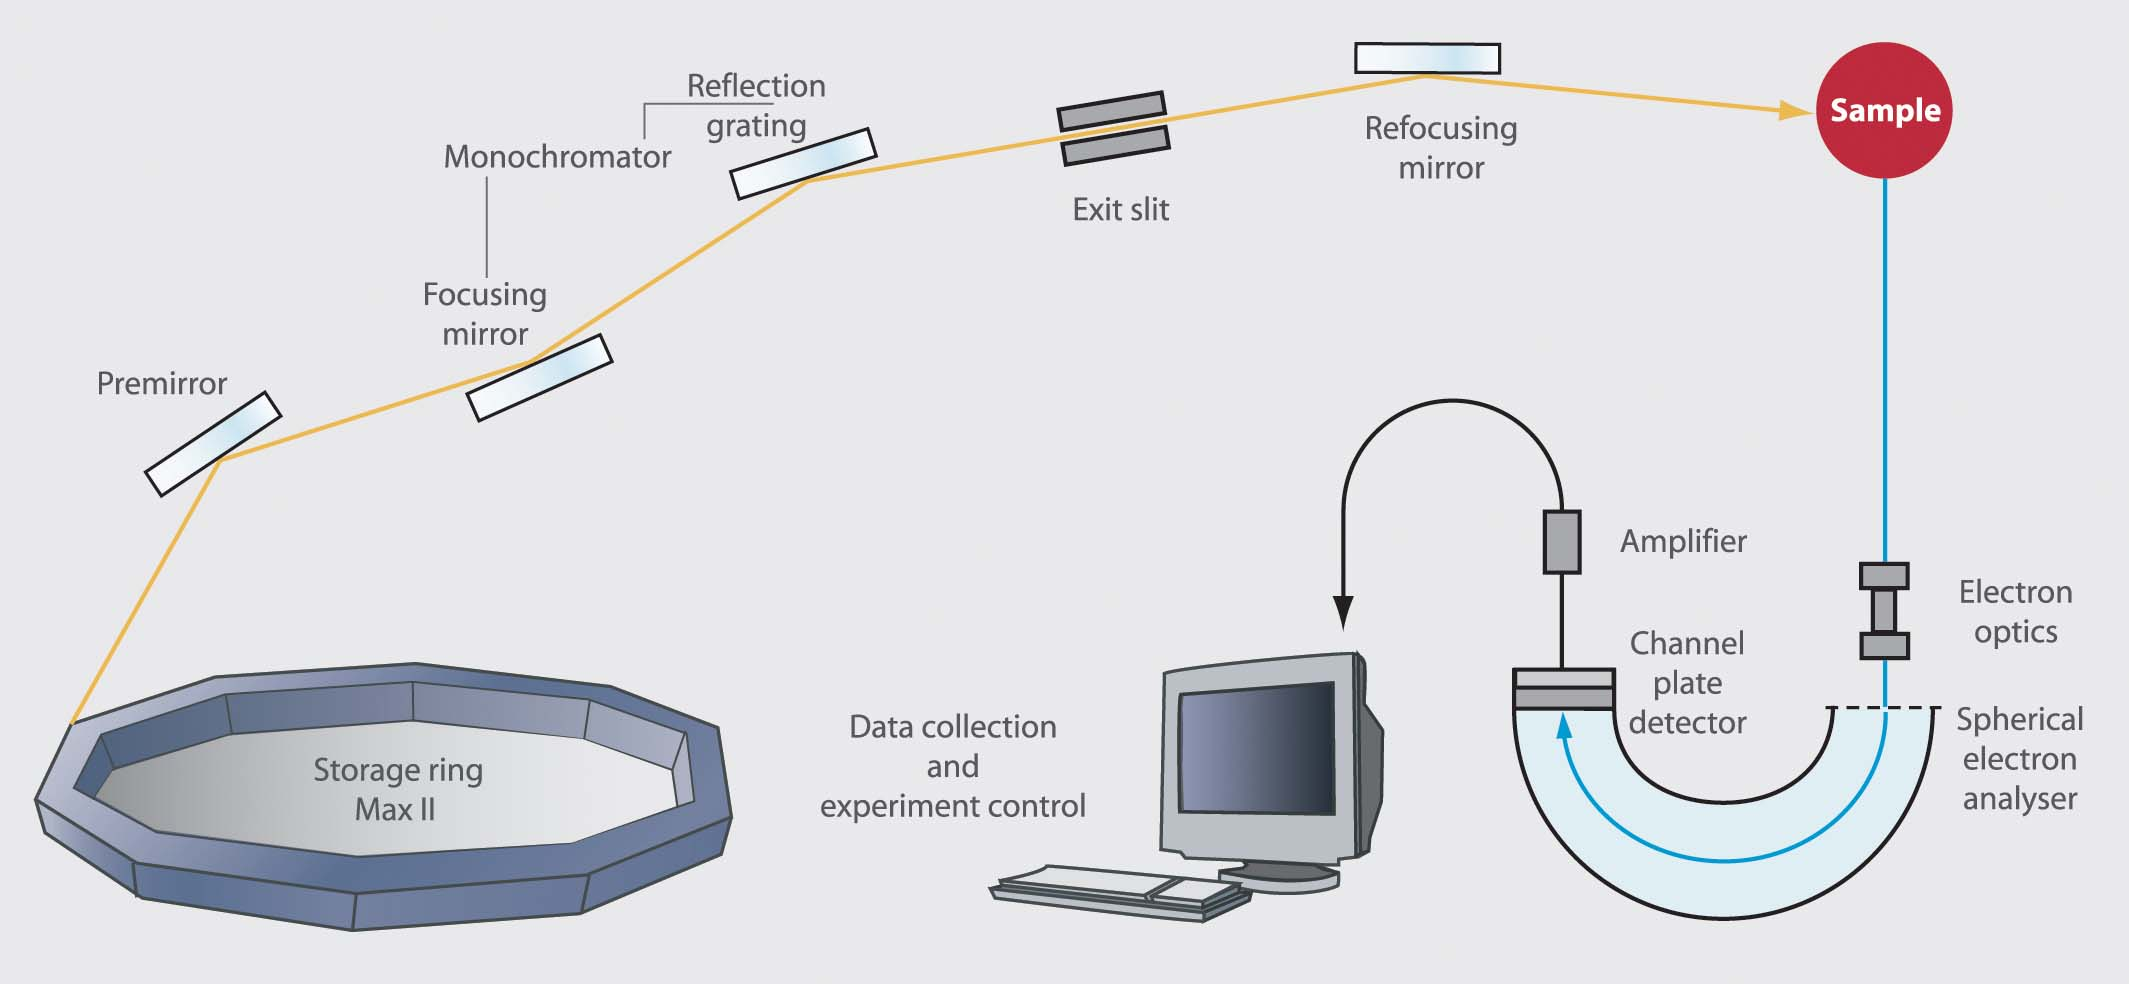 Reflection
grating
Monochromator
Focusing
mirror
Premirror
Exit slit
Refocusing
mirror
Sample
Amplifier
Electron
optics
Channel
plate
detector
Spherical
electron
analyser
Data collection
and
experiment control
Storage ring
Max II